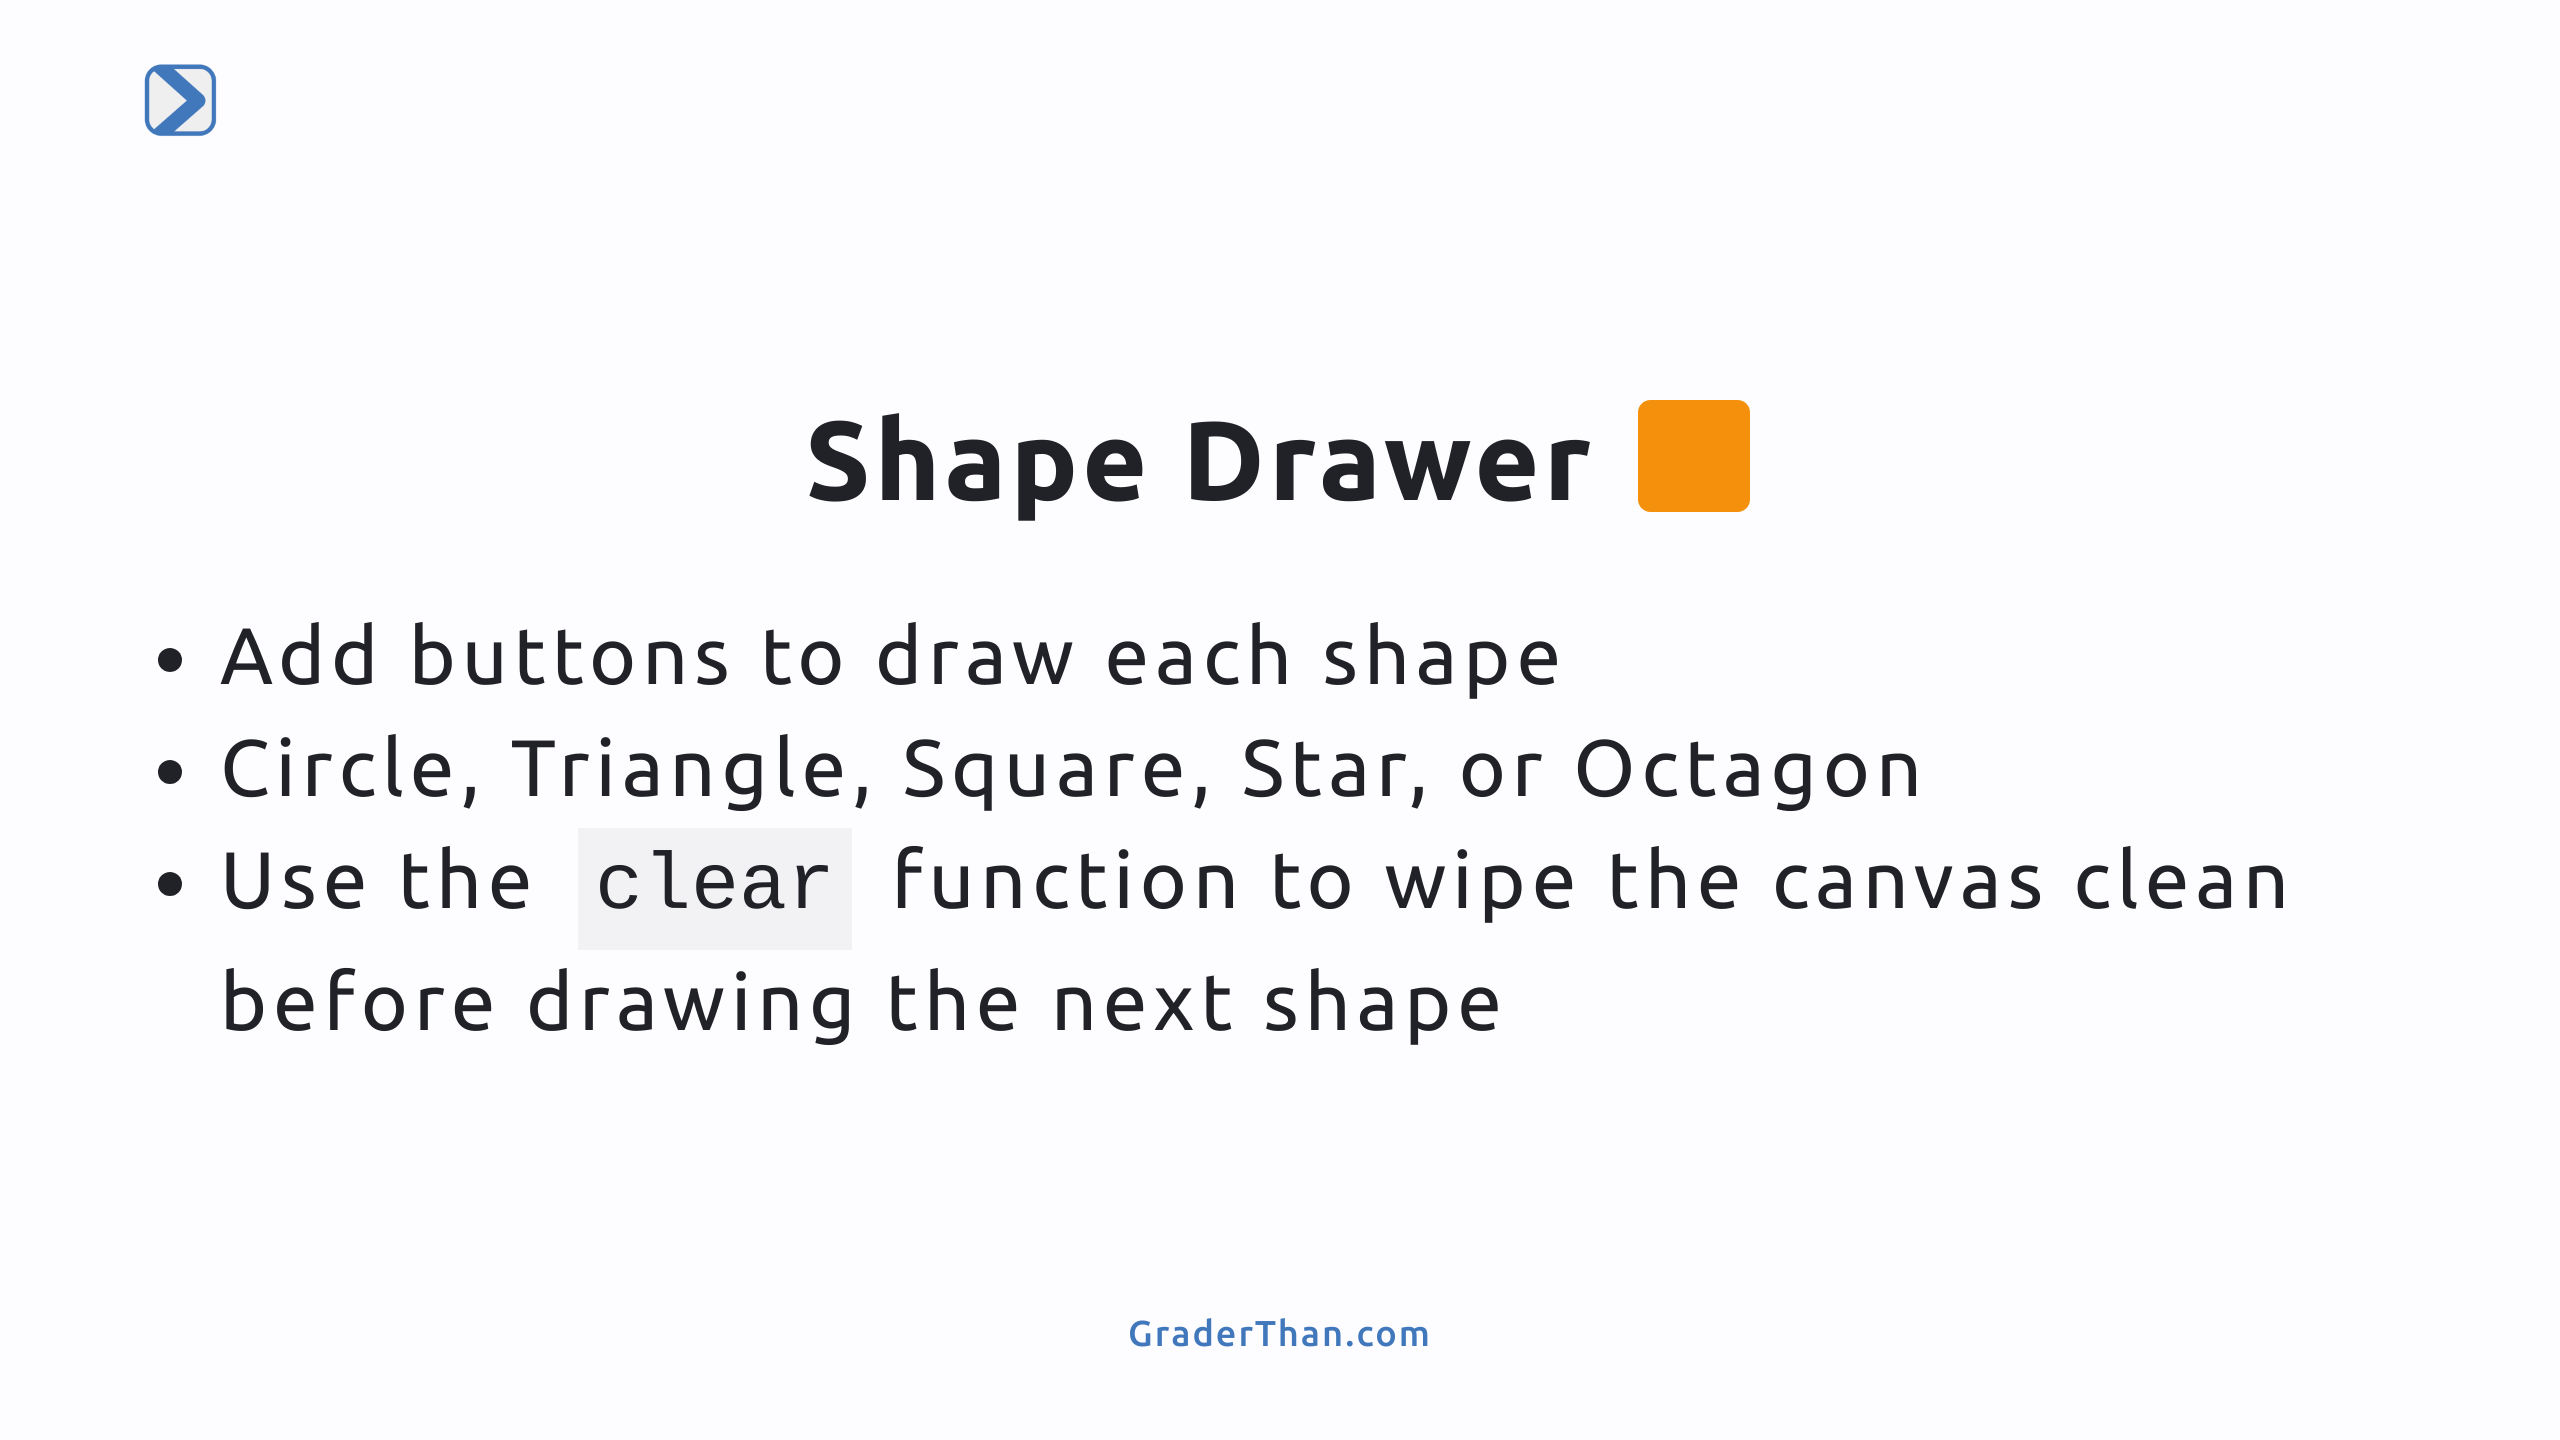 Shape Drawer
Add buttons to draw each shape
Circle, Triangle, Square, Star, or Octagon
Use the clear function to wipe the canvas clean
before drawing the next shape
GraderThan.com